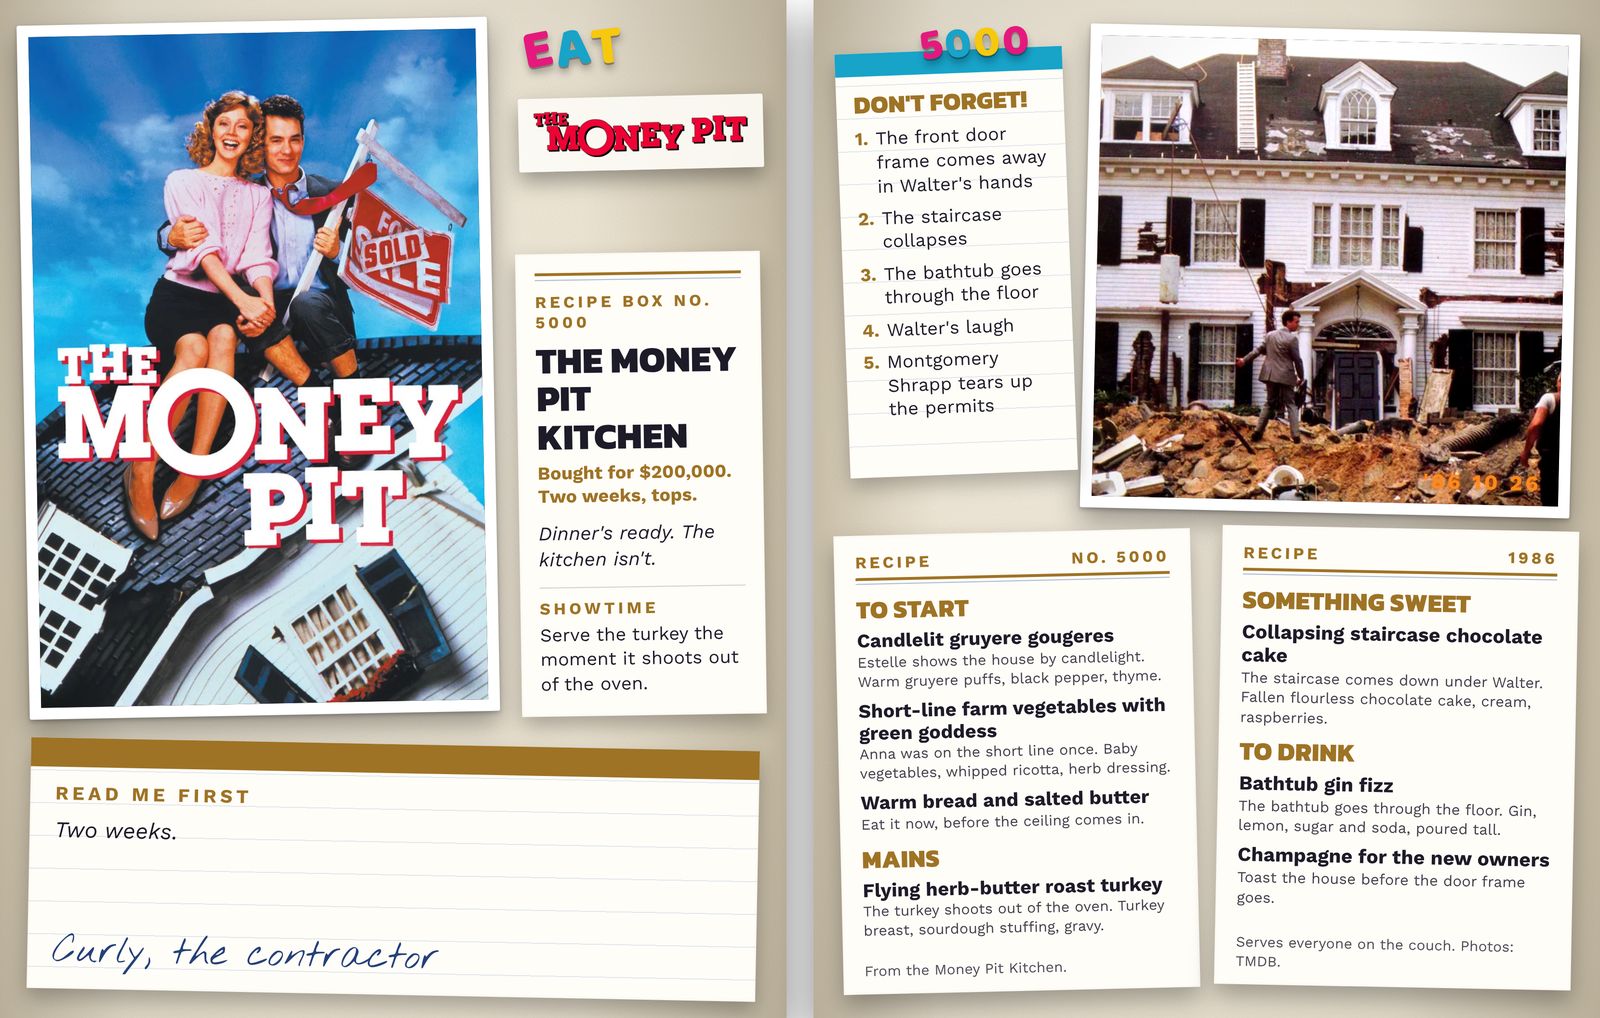 EAT
THE MONEY PIT
FOR SALE
SOLD
THE
MONEY
PIT
RECIPE BOX NO.
5000
THE MONEY
PIT
KITCHEN
Bought for $200,000.
Two weeks, tops.
Dinner's ready. The
kitchen isn't.
SHOWTIME
Serve the turkey the
moment it shoots out
of the oven.
READ ME FIRST
Two weeks.
Curly, the contractor
5000
DON'T FORGET!
1. The front door
frame comes away
in Walter's hands
2. The staircase
collapses
3. The bathtub goes
through the floor
4. Walter's laugh
5. Montgomery
Shrapp tears up
the permits
'86 10 26
RECIPE NO. 5000
TO START
Candlelit gruyere gougeres
Estelle shows the house by candlelight.
Warm gruyere puffs, black pepper, thyme.
Short-line farm vegetables with
green goddess
Anna was on the short line once. Baby
vegetables, whipped ricotta, herb dressing.
Warm bread and salted butter
Eat it now, before the ceiling comes in.
MAINS
Flying herb-butter roast turkey
The turkey shoots out of the oven. Turkey
breast, sourdough stuffing, gravy.
From the Money Pit Kitchen.
RECIPE 1986
SOMETHING SWEET
Collapsing staircase chocolate
cake
The staircase comes down under Walter.
Fallen flourless chocolate cake, cream,
raspberries.
TO DRINK
Bathtub gin fizz
The bathtub goes through the floor. Gin,
lemon, sugar and soda, poured tall.
Champagne for the new owners
Toast the house before the door frame
goes.
Serves everyone on the couch. Photos:
TMDB.